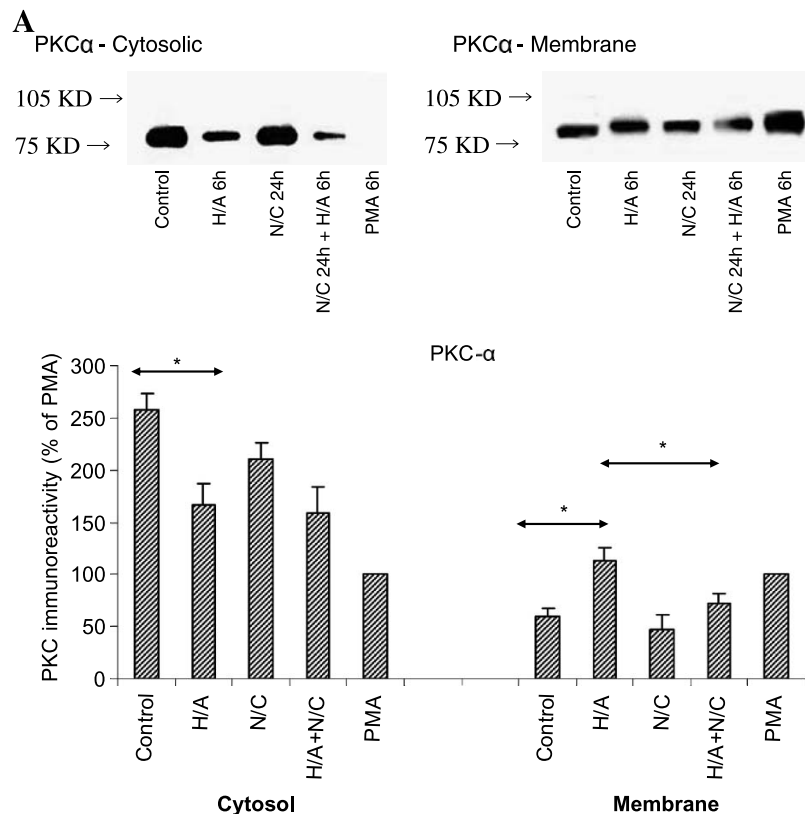 A
PKCα - Cytosolic
105 KD →
75 KD →
Control
H/A 6h
N/C 24h
N/C 24h + H/A 6h
PMA 6h
PKCα - Membrane
105 KD →
75 KD →
Control
H/A 6h
N/C 24h
N/C 24h + H/A 6h
PMA 6h
PKC-α
PKC immunoreactivity (% of PMA)
300
250
200
150
100
50
0
*
*
*
Control
H/A
N/C
H/A+N/C
PMA
Control
H/A
N/C
H/A+N/C
PMA
Cytosol
Membrane